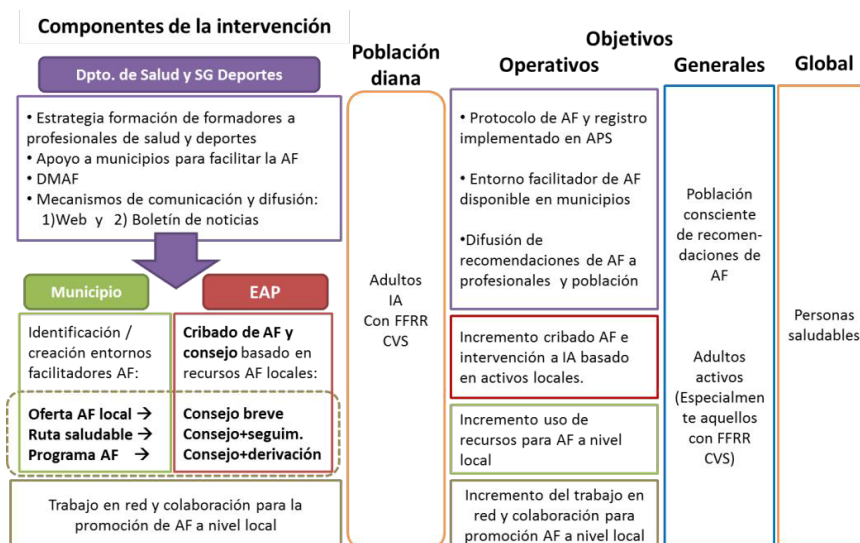 Componentes de la intervención
Dpto. de Salud y SG Deportes
• Estrategia formación de formadores a
profesionales de salud y deportes
• Apoyo a municipios para facilitar la AF
• DMAF
• Mecanismos de comunicación y difusión:
1)Web y 2) Boletín de noticias
Municipio
EAP
Identificación /
creación entornos
facilitadores AF:
Cribado de AF y
consejo basado en
recursos AF locales:
Oferta AF local →
Ruta saludable →
Programa AF →
Consejo breve
Consejo+seguim.
Consejo+derivación
Trabajo en red y colaboración para la
promoción de AF a nivel local
Población
diana
Adultos
IA
Con FFRR
CVS
Objetivos
Operativos
Generales
Global
• Protocolo de AF y registro
implementado en APS
• Entorno facilitador de AF
disponible en municipios
•Difusión de
recomendaciones de AF a
profesionales y población
Incremento cribado AF e
intervención a IA basado
en activos locales.
Incremento uso de
recursos para AF a nivel
local
Incremento del trabajo en
red y colaboración para
promoción AF a nivel local
Población
consciente
de recomen-
daciones de
AF
Adultos
activos
(Especialmen
te aquellos
con FFRR
CVS)
Personas
saludables